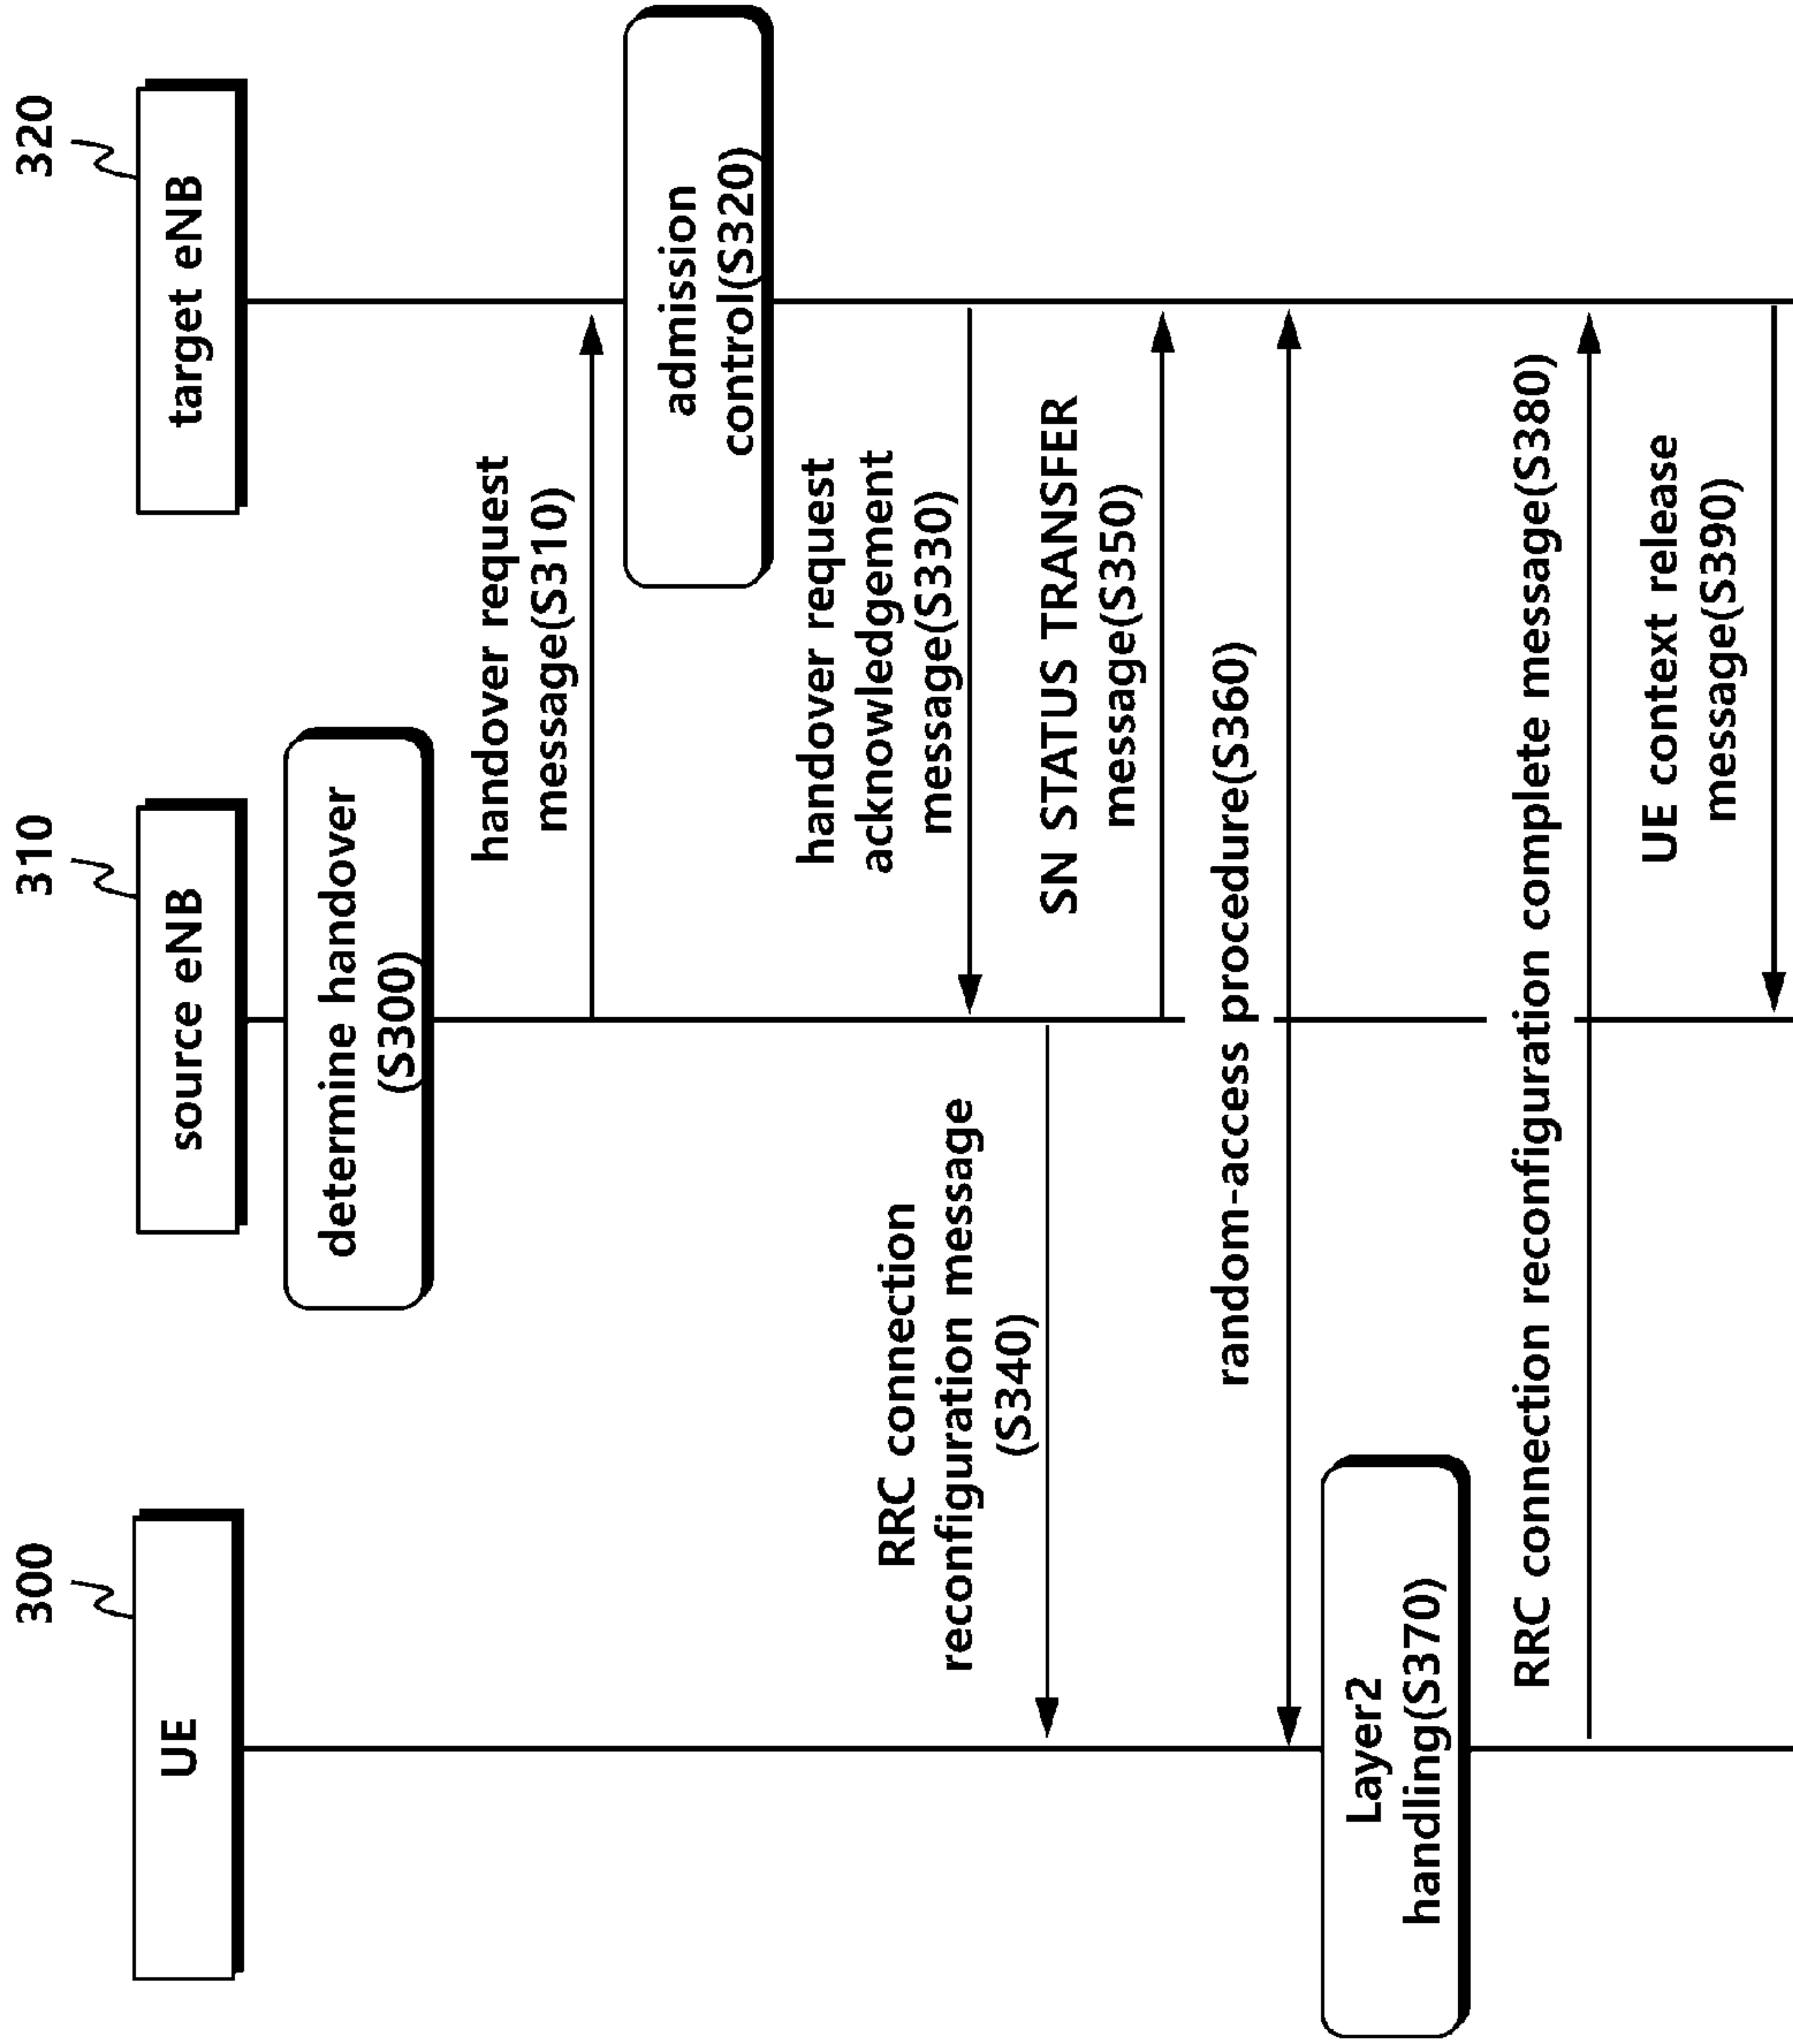 300
310
320
UE
source eNB
target eNB
determine handover
(S300)
handover request
message(S310)
admission
control(S320)
handover request
acknowledgement
message(S330)
RRC connection
reconfiguration message
(S340)
SN STATUS TRANSFER
message(S350)
random-access procedure(S360)
Layer2
handling(S370)
RRC connection reconfiguration complete message(S380)
UE context release
message(S390)